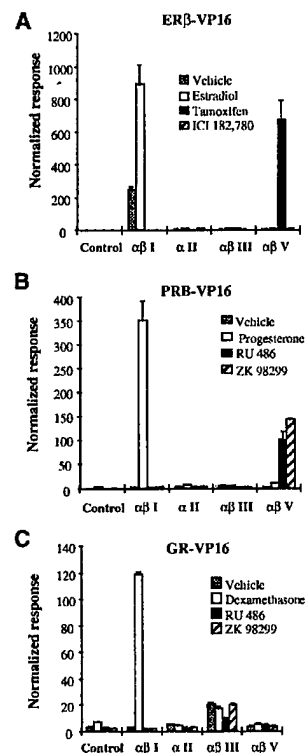 A
ERβ-VP16
Normalized response
1200
1000
800
600
400
200
0
Vehicle
Estradiol
Tamoxifen
ICI 182,780
Control αβ I α II αβ III αβ V
B
PRB-VP16
Normalized response
400
350
300
250
200
150
100
50
0
Vehicle
Progesterone
RU 486
ZK 98299
Control αβ I α II αβ III αβ V
C
GR-VP16
Normalized response
140
120
100
80
60
40
20
0
Vehicle
Dexamethasone
RU 486
ZK 98299
Control αβ I α II αβ III αβ V